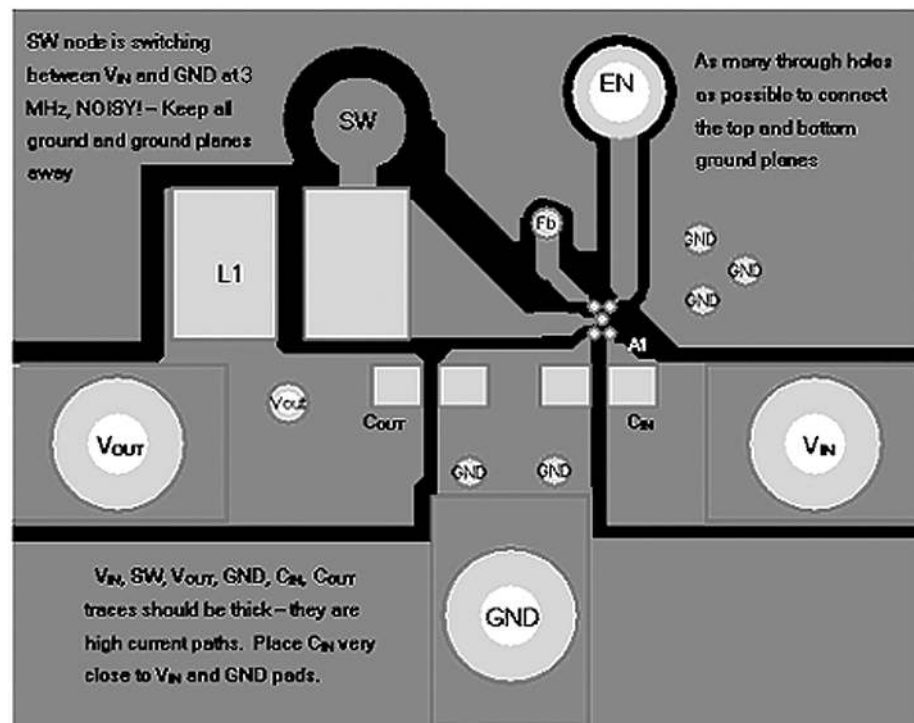 SW node is switching
between VIN and GND at 3
MHz, NOISY! – Keep all
ground and ground planes
away
SW
EN
As many through holes
as possible to connect
the top and bottom
ground planes
Fb
GND
GND
GND
L1
A1
Vout
COUT
CIN
VOUT
VIN
GND
GND
VIN, SW, VOUT, GND, CIN, COUT
traces should be thick – they are
high current paths. Place CIN very
close to VIN and GND pads.
GND